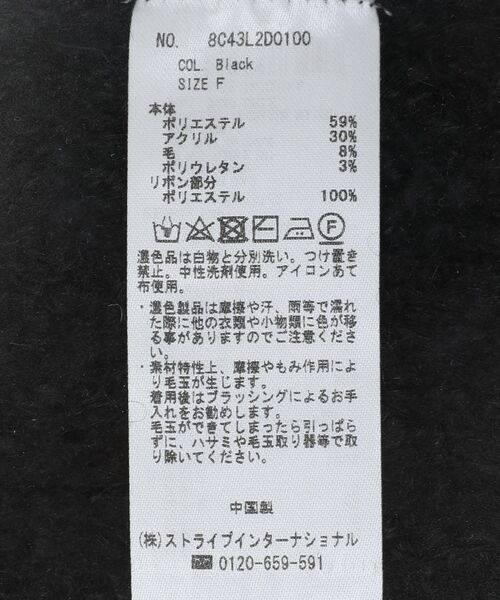 NO. 8C43L2D0100
COL. Black
SIZE F
本体
ポリエステル 59%
アクリル 30%
毛 8%
ポリウレタン 3%
リボン部分
ポリエステル 100%
F
濃色品は白物と分別洗い。つけ置き
禁止。中性洗剤使用。アイロンあて
布使用。
・濃色製品は摩擦や汗、雨等で濡れ
た際に他の衣類や小物類に色が移
る事がありますのでご注意くださ
い。
・素材特性上、摩擦やもみ作用によ
り毛玉が生じます。
着用後はブラッシングによるお手
入れをお勧めします。
毛玉ができてしまったら引っぱら
ずに、ハサミや毛玉取り器等で取
り除いてください。
中国製
(株)ストライプインターナショナル
0120-659-591